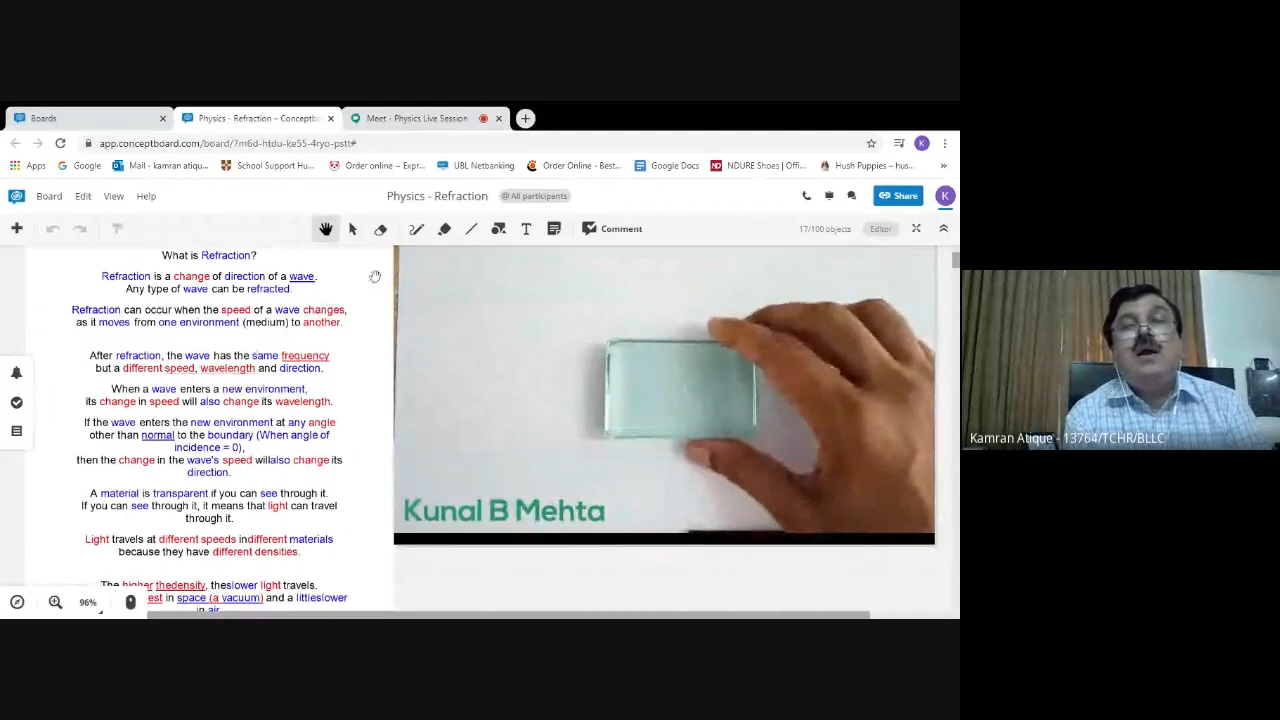 Boards
Physics - Refraction – Conceptb
Meet - Physics Live Session
app.conceptboard.com/board/7m6d-htdu-ke55-4ryo-pstt#
K
Apps
Google
Mail - kamran atiqu...
School Support Hu...
Order online – Expr...
UBL Netbanking
Order Online - Best...
Google Docs
NDURE Shoes | Offi...
Hush Puppies – hus...
»
Board
Edit
View
Help
Physics - Refraction
@ All participants
Share
K
T
Comment
17/100 objects
Editor
What is Refraction?
Refraction is a change of direction of a wave.
Any type of wave can be refracted.
Refraction can occur when the speed of a wave changes,
as it moves from one environment (medium) to another.
After refraction, the wave has the same frequency
but a different speed, wavelength and direction.
When a wave enters a new environment,
its change in speed will also change its wavelength.
If the wave enters the new environment at any angle
other than normal to the boundary (When angle of
incidence = 0),
then the change in the wave's speed willalso change its
direction.
A material is transparent if you can see through it.
If you can see through it, it means that light can travel
through it.
Light travels at different speeds indifferent materials
because they have different densities.
The higher thedensity, theslower light travels.
est in space (a vacuum) and a littleslower
in air
96%
Kunal B Mehta
Kamran Atique - 13764/TCHR/BLLC